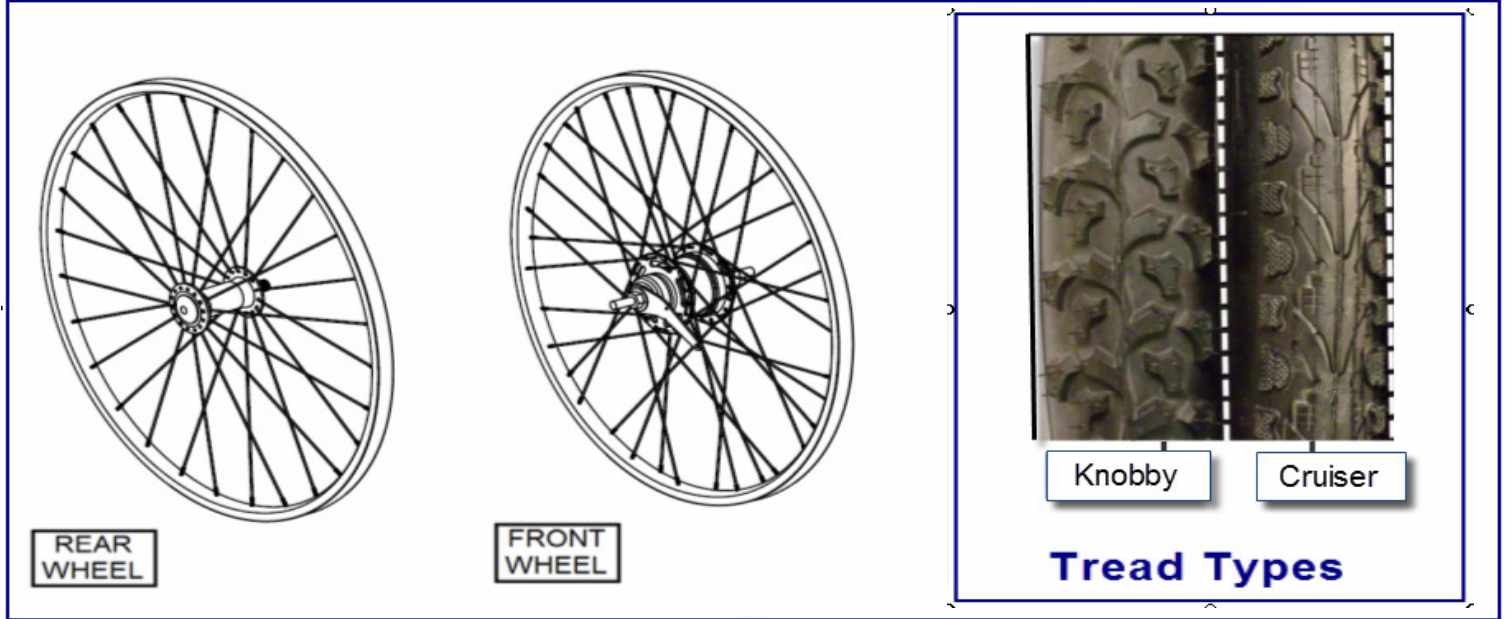 REAR
WHEEL
FRONT
WHEEL
Knobby
Cruiser
Tread Types